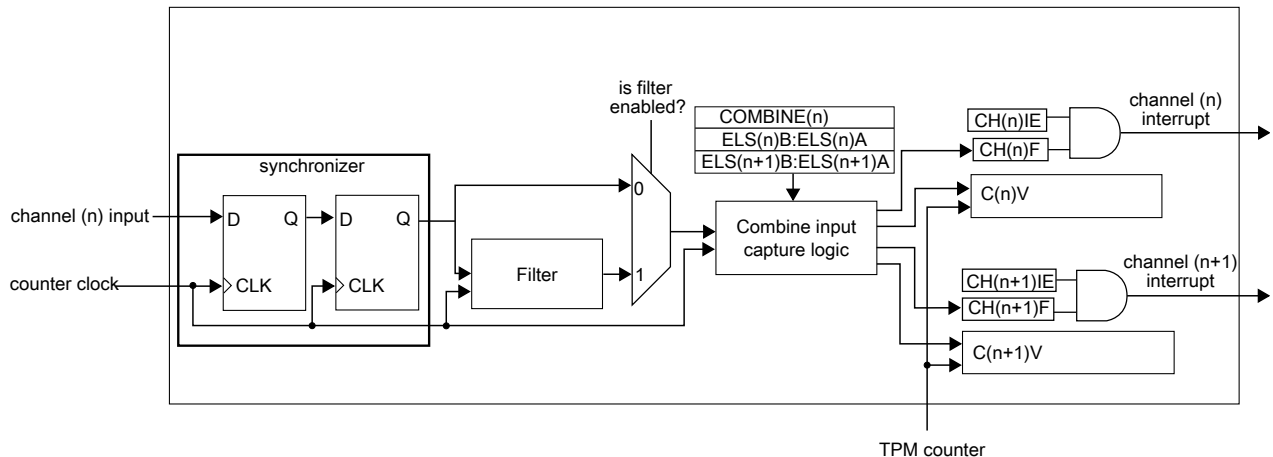 is filter
enabled?
COMBINE(n)
ELS(n)B:ELS(n)A
ELS(n+1)B:ELS(n+1)A
CH(n)IE
CH(n)F
channel (n)
interrupt
synchronizer
channel (n) input
D Q
D Q
0
C(n)V
Combine input
capture logic
counter clock
CLK
CLK
Filter
1
CH(n+1)IE
CH(n+1)F
channel (n+1)
interrupt
C(n+1)V
TPM counter